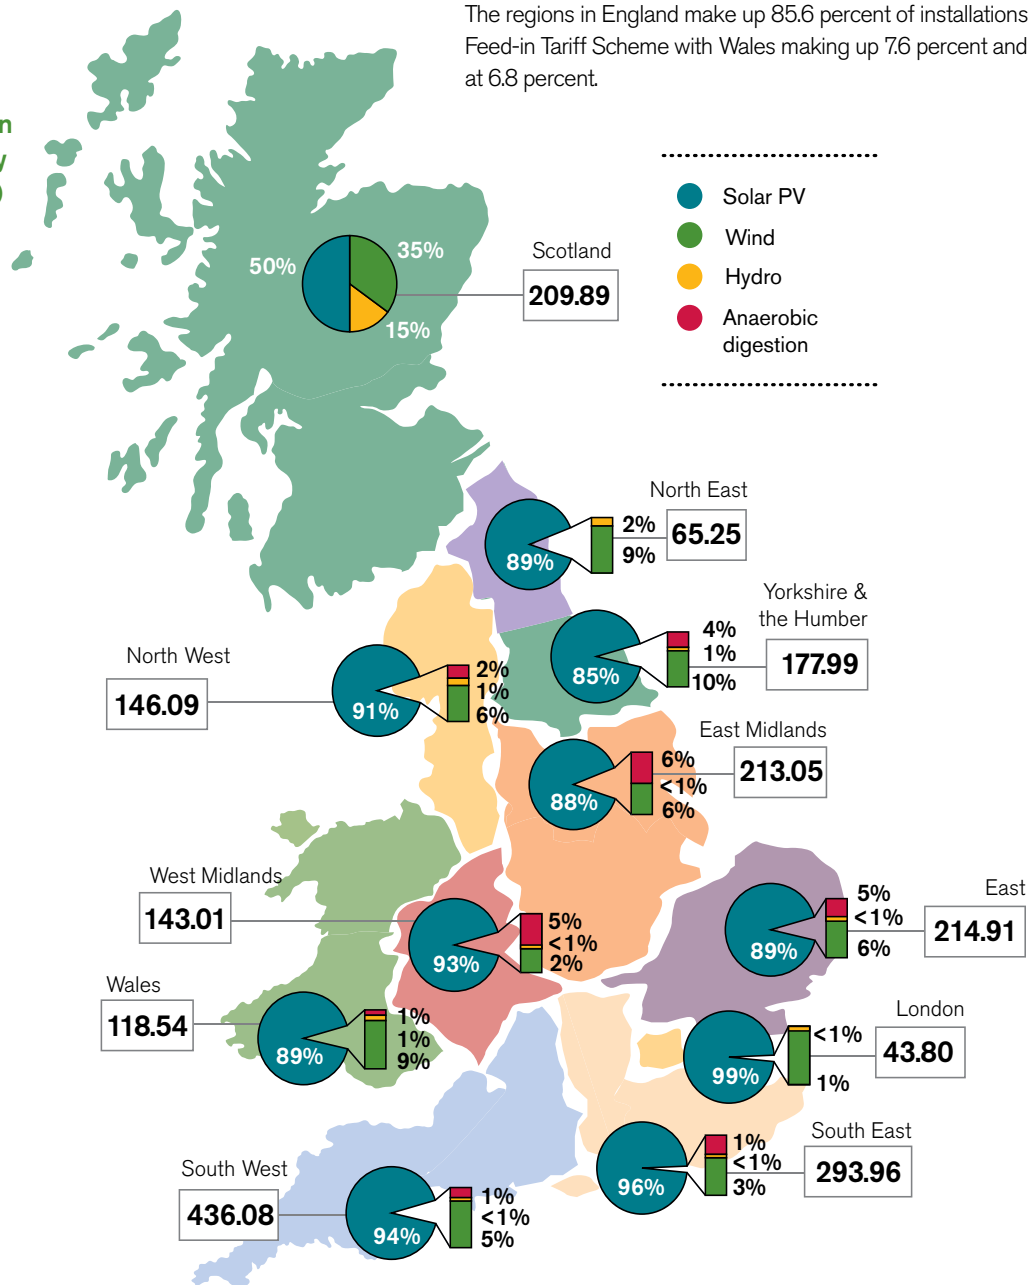 The regions in England make up 85.6 percent of installations
Feed-in Tariff Scheme with Wales making up 7.6 percent and
at 6.8 percent.
n
y
)
Solar PV
Wind
Hydro
Anaerobic
digestion
Scotland
209.89
50%
35%
15%
North East
65.25
89%
2%
9%
Yorkshire &
the Humber
177.99
85%
4%
1%
10%
North West
146.09
91%
2%
1%
6%
East Midlands
213.05
88%
6%
<1%
6%
West Midlands
143.01
93%
5%
<1%
2%
East
214.91
89%
5%
<1%
6%
Wales
118.54
89%
1%
1%
9%
London
43.80
99%
<1%
1%
South East
293.96
96%
1%
<1%
3%
South West
436.08
94%
1%
<1%
5%